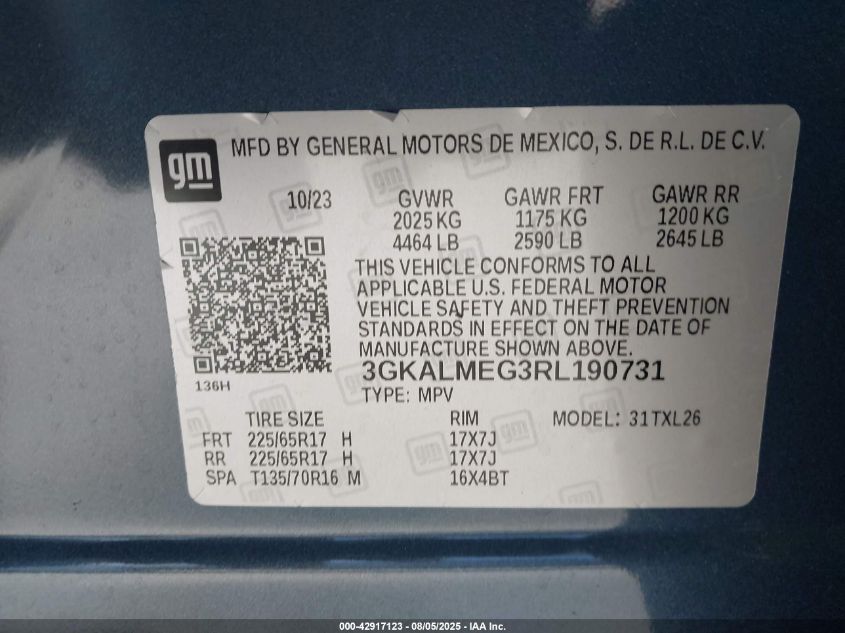 gm
MFD BY GENERAL MOTORS DE MEXICO, S. DE R.L. DE C.V.
10/23
GVWR GAWR FRT GAWR RR
2025 KG 1175 KG 1200 KG
4464 LB 2590 LB 2645 LB
THIS VEHICLE CONFORMS TO ALL
APPLICABLE U.S. FEDERAL MOTOR
VEHICLE SAFETY AND THEFT PREVENTION
STANDARDS IN EFFECT ON THE DATE OF
MANUFACTURE SHOWN ABOVE.
136H
3GKALMEG3RL190731
TYPE: MPV
TIRE SIZE RIM MODEL: 31TXL26
FRT 225/65R17 H 17X7J
RR 225/65R17 H 17X7J
SPA T135/70R16 M 16X4BT
000-42917123 - 08/05/2025 - IAA Inc.